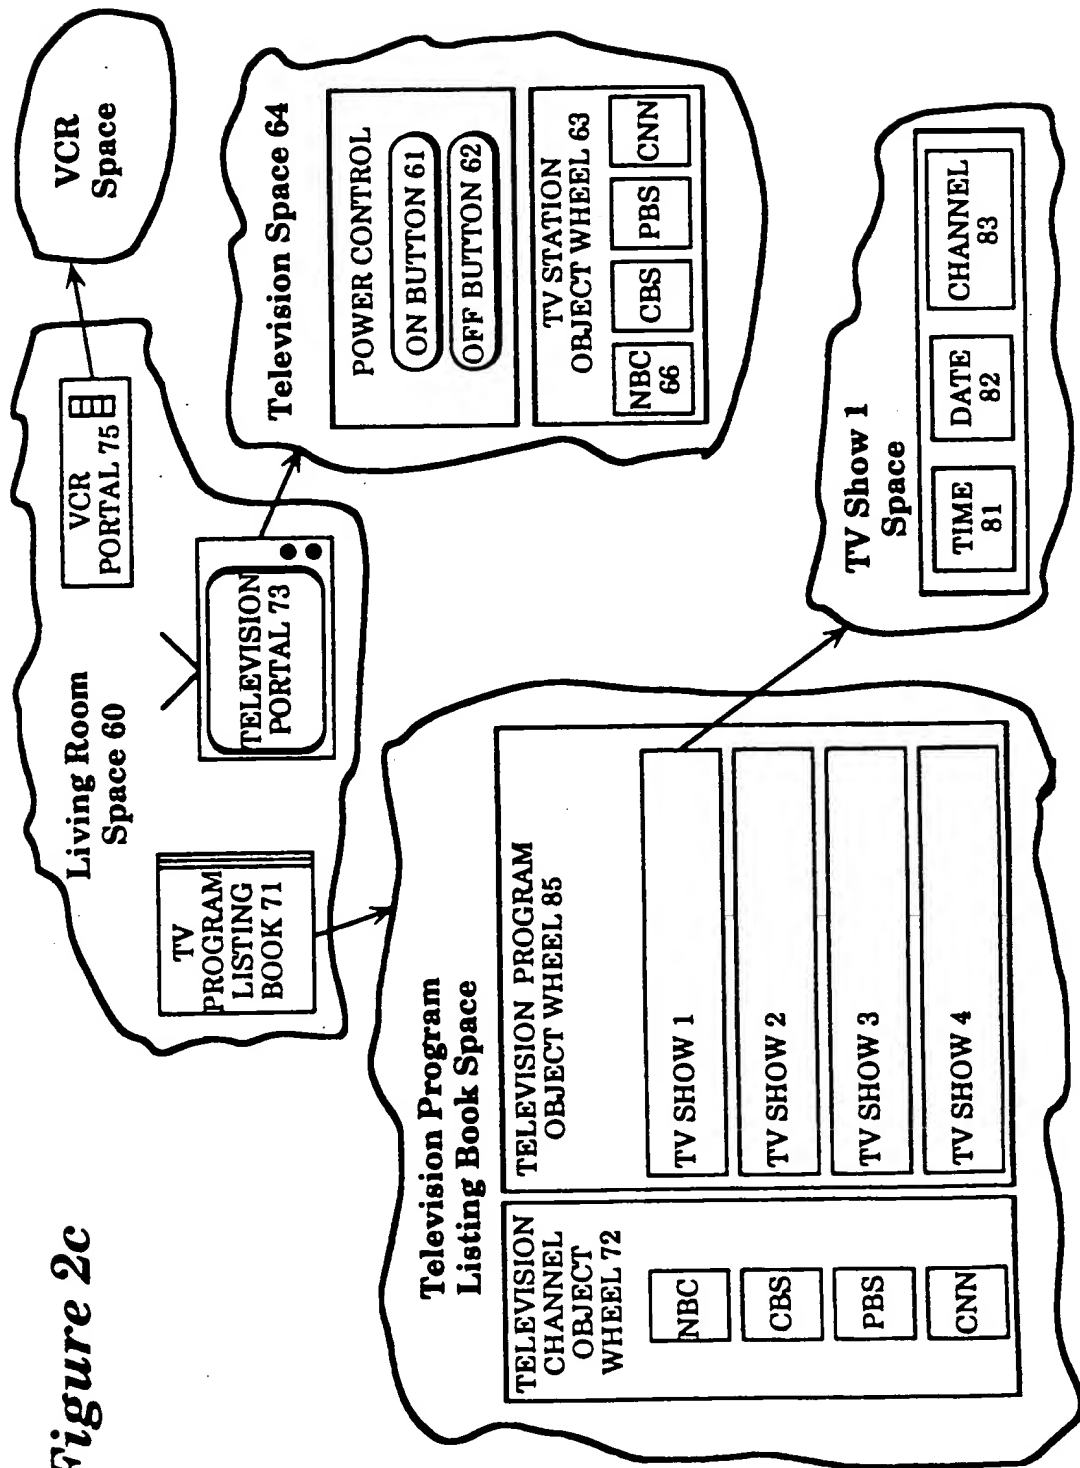 Figure 2c
Living Room
Space 60
TV
PROGRAM
LISTING
BOOK 71
TELEVISION
PORTAL 73
VCR
PORTAL 75
VCR
Space
Television Space 64
POWER CONTROL
ON BUTTON 61
OFF BUTTON 62
TV STATION
OBJECT WHEEL 63
NBC
66
CBS
PBS
CNN
Television Program
Listing Book Space
TELEVISION
CHANNEL
OBJECT
WHEEL 72
NBC
CBS
PBS
CNN
TELEVISION PROGRAM
OBJECT WHEEL 85
TV SHOW 1
TV SHOW 2
TV SHOW 3
TV SHOW 4
TV Show 1
Space
TIME
81
DATE
82
CHANNEL
83